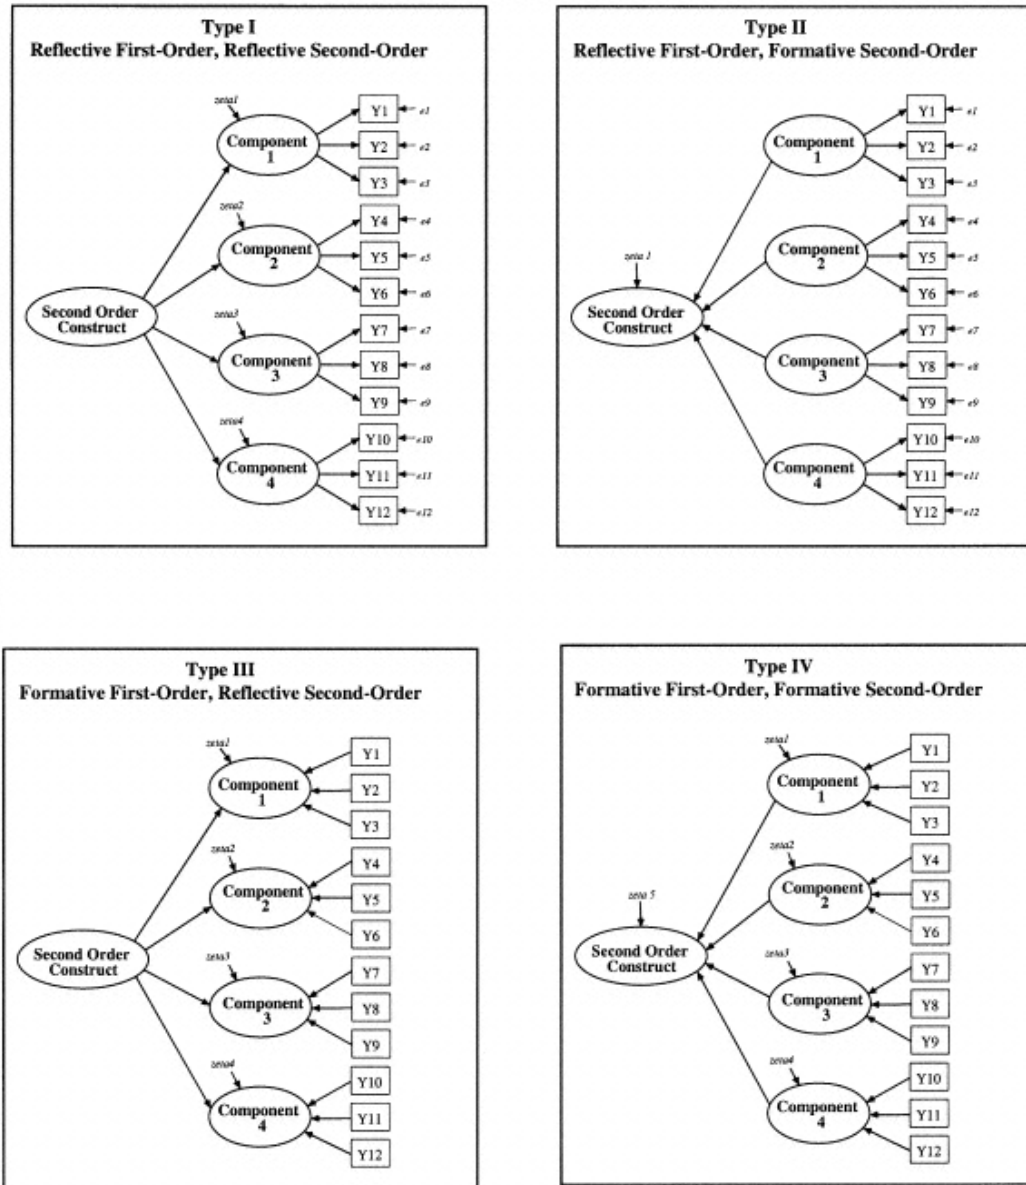 Type I
Reflective First-Order, Reflective Second-Order
zeta1
Component
1
Y1
e1
Y2
e2
Y3
e3
zeta2
Component
2
Y4
e4
Y5
e5
Y6
e6
Second Order
Construct
zeta3
Component
3
Y7
e7
Y8
e8
Y9
e9
zeta4
Component
4
Y10
e10
Y11
e11
Y12
e12
Type II
Reflective First-Order, Formative Second-Order
Component
1
Y1
e1
Y2
e2
Y3
e3
Component
2
Y4
e4
Y5
e5
Y6
e6
zeta 1
Second Order
Construct
Component
3
Y7
e7
Y8
e8
Y9
e9
Component
4
Y10
e10
Y11
e11
Y12
e12
Type III
Formative First-Order, Reflective Second-Order
zeta1
Component
1
Y1
Y2
Y3
zeta2
Component
2
Y4
Y5
Y6
Second Order
Construct
zeta3
Component
3
Y7
Y8
Y9
zeta4
Component
4
Y10
Y11
Y12
Type IV
Formative First-Order, Formative Second-Order
zeta1
Component
1
Y1
Y2
Y3
zeta2
Component
2
Y4
Y5
Y6
zeta 5
Second Order
Construct
zeta3
Component
3
Y7
Y8
Y9
zeta4
Component
4
Y10
Y11
Y12